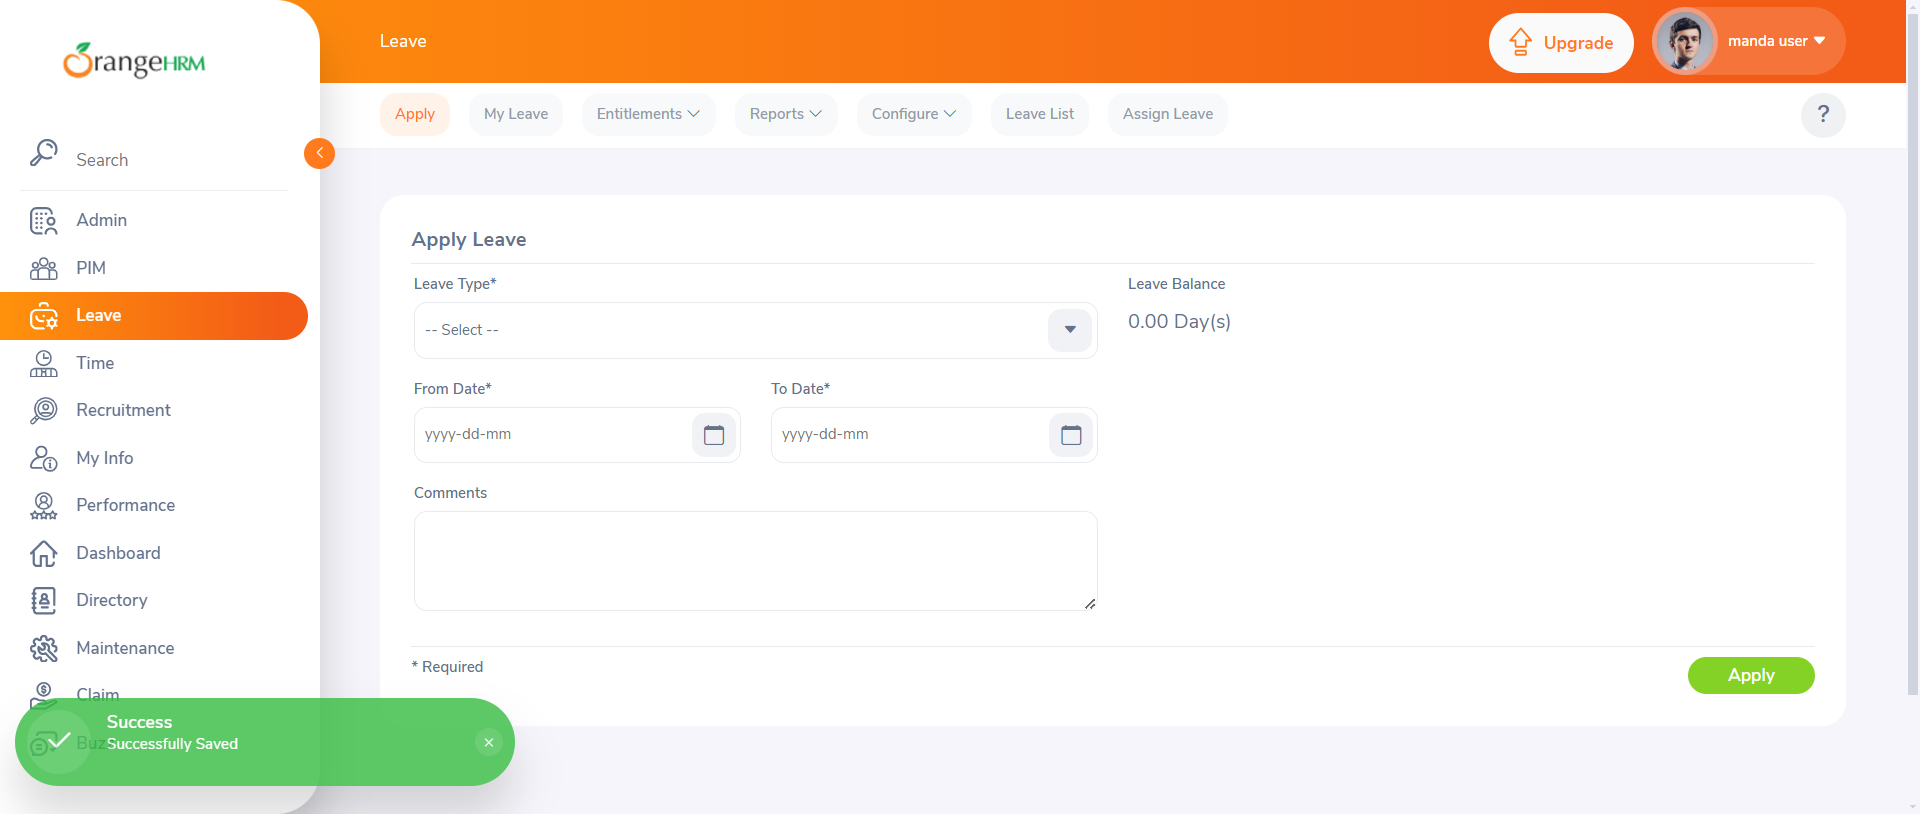 OrangeHRM
Leave
Upgrade
manda user
Apply
My Leave
Entitlements
Reports
Configure
Leave List
Assign Leave
?
Search
Admin
PIM
Leave
Time
Recruitment
My Info
Performance
Dashboard
Directory
Maintenance
Claim
Buz
Apply Leave
Leave Type*
-- Select --
Leave Balance
0.00 Day(s)
From Date*
yyyy-dd-mm
To Date*
yyyy-dd-mm
Comments
* Required
Apply
Success
Successfully Saved